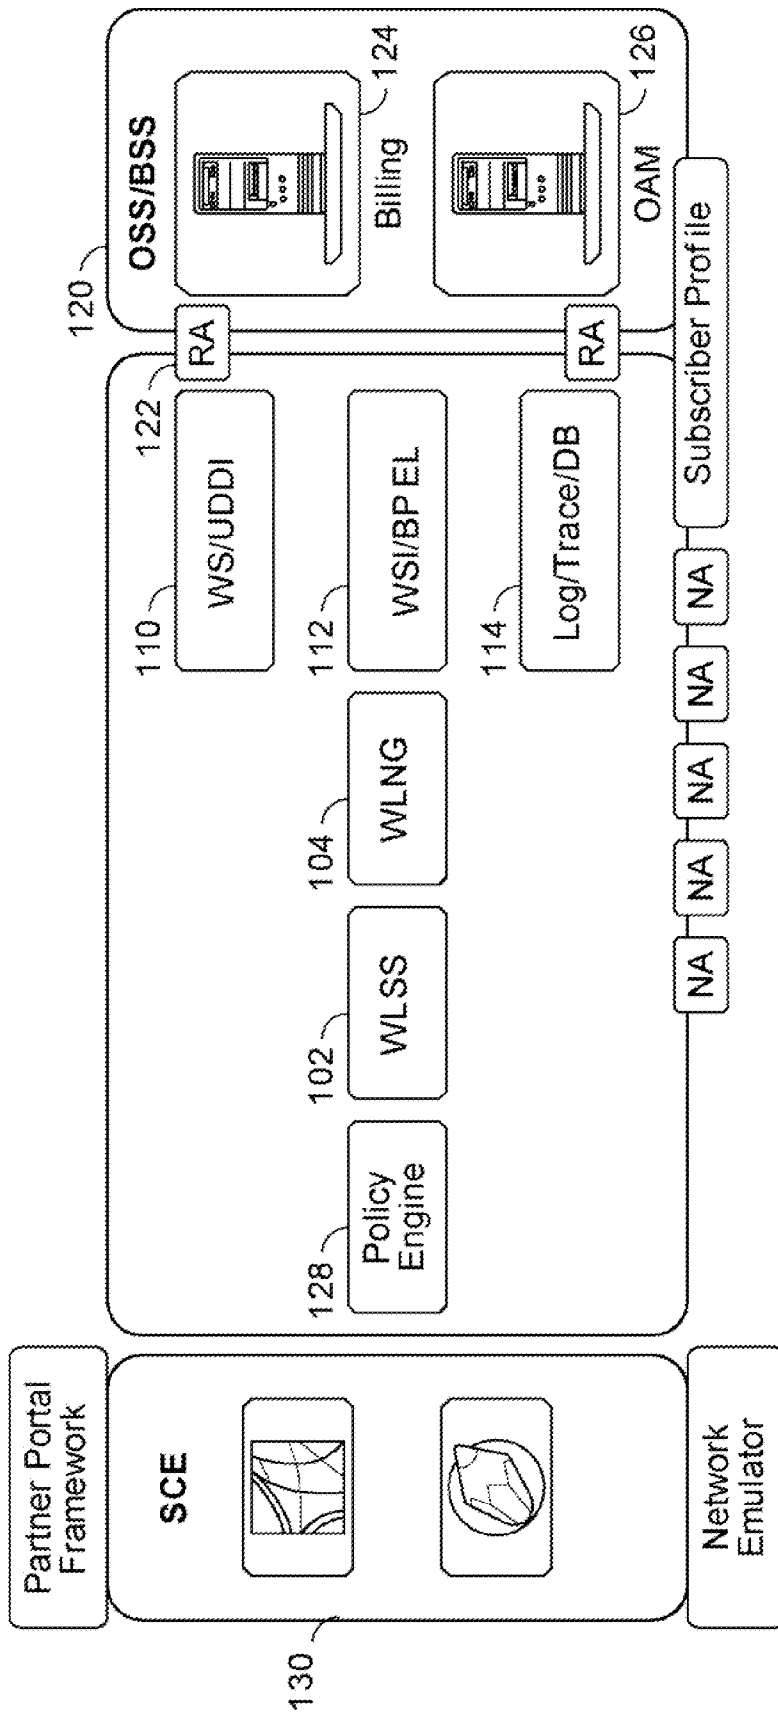 Partner Portal
Framework
SCE
130
Network
Emulator
128
Policy
Engine
102
WLSS
104
WLNG
110
WS/UDDI
112
WSI/BPEL
114
Log/Trace/DB
122
RA
RA
120
OSS/BSS
124
Billing
126
OAM
NA
NA
NA
NA
NA
Subscriber Profile